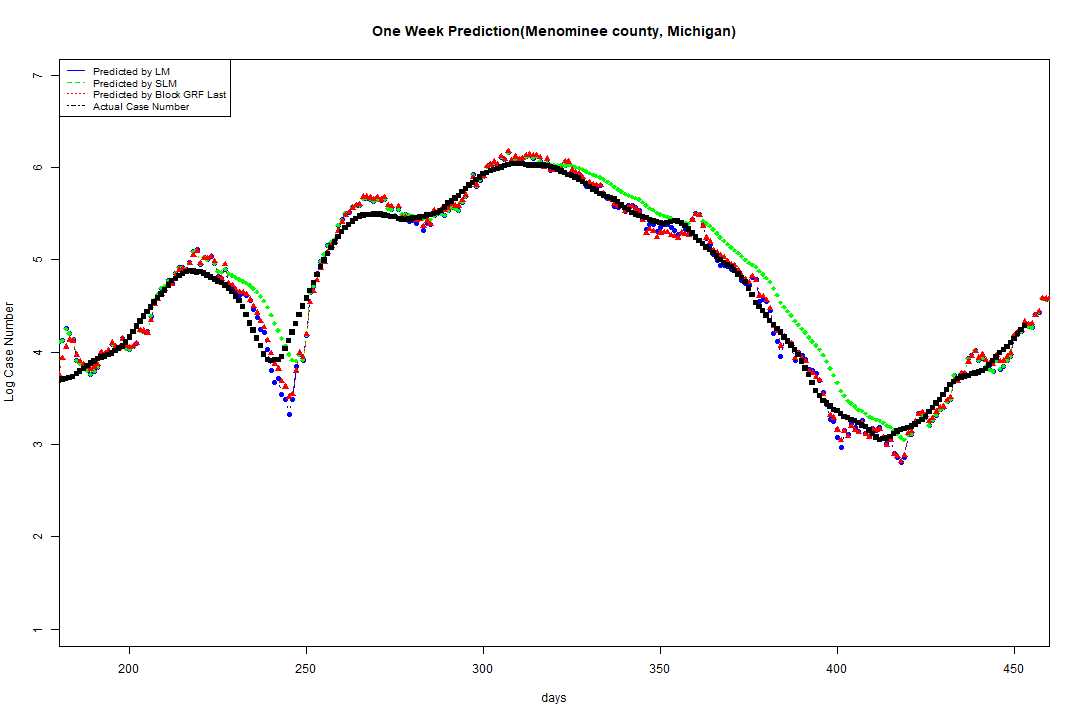 One Week Prediction(Menominee county, Michigan)
Predicted by LM
Predicted by SLM
Predicted by Block GRF Last
Actual Case Number
7
6
5
4
3
2
1
Log Case Number
200 250 300 350 400 450
days